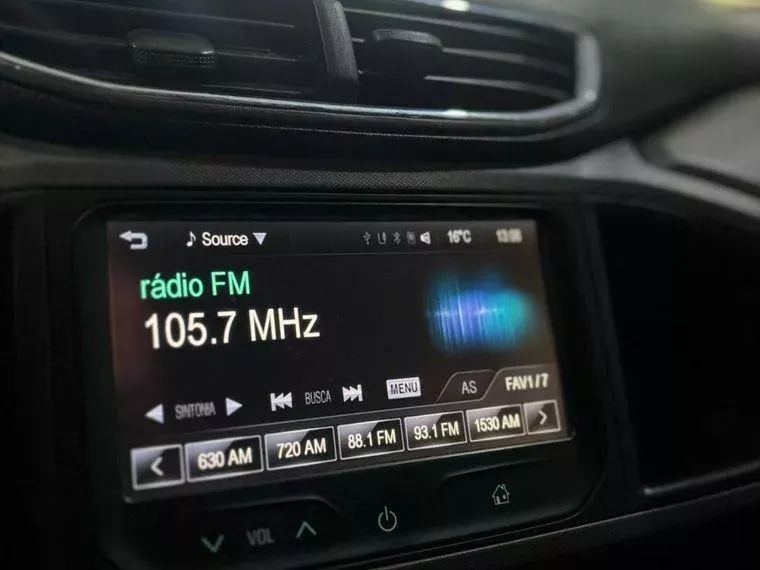 Source 16°C
rádio FM
105.7 MHz
SINTONIA BUSCA MENU AS FAV1/7
630 AM 720 AM 88.1 FM 93.1 FM 1530 AM
VOL